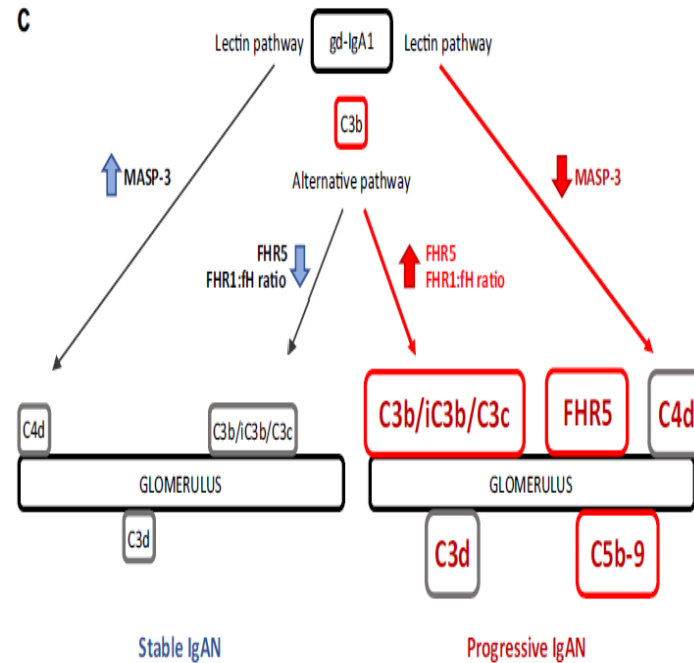 C
Lectin pathway
gd-IgA1
Lectin pathway
C3b
Alternative pathway
MASP-3
MASP-3
FHR5
FHR1:fH ratio
FHR5
FHR1:fH ratio
C4d
C3b/iC3b/C3c
C3b/iC3b/C3c
FHR5
C4d
GLOMERULUS
GLOMERULUS
C3d
C3d
C5b-9
Stable IgAN
Progressive IgAN